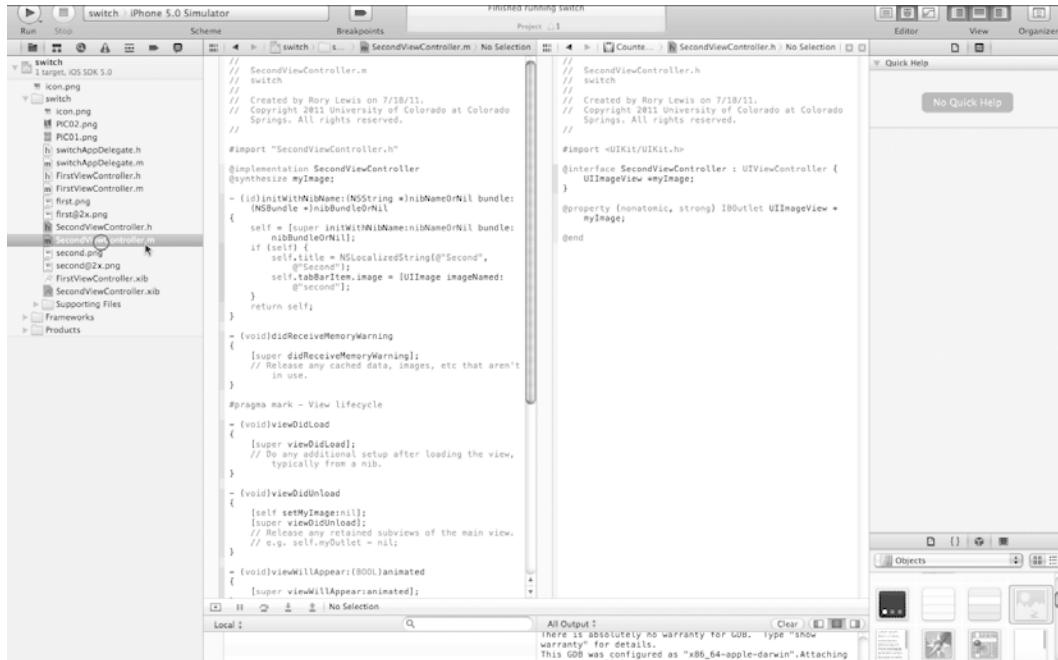 switch
iPhone 5.0 Simulator
Finished running switch
Project
1
Run
Stop
Scheme
Breakpoints
Editor
View
Organizer
switch
1 target, iOS SDK 5.0
icon.png
switch
icon.png
PIC02.png
PIC01.png
switchAppDelegate.h
switchAppDelegate.m
FirstViewController.h
FirstViewController.m
first.png
first@2x.png
SecondViewController.h
SecondViewController.m
second.png
second@2x.png
FirstViewController.xib
SecondViewController.xib
Supporting Files
Frameworks
Products
switch
s...
SecondViewController.m
No Selection
//
//  SecondViewController.m
//  switch
//
//  Created by Rory Lewis on 7/18/11.
//  Copyright 2011 University of Colorado at Colorado
Springs. All rights reserved.
//
#import "SecondViewController.h"
@implementation SecondViewController
@synthesize myImage;
- (id)initWithNibName:(NSString *)nibNameOrNil bundle:
(NSBundle *)nibBundleOrNil
{
self = [super initWithNibName:nibNameOrNil bundle:
nibBundleOrNil];
if (self) {
self.title = NSLocalizedString(@"Second",
@"Second");
self.tabBarItem.image = [UIImage imageNamed:
@"second"];
}
return self;
}
- (void)didReceiveMemoryWarning
{
[super didReceiveMemoryWarning];
// Release any cached data, images, etc that aren't
in use.
}
#pragma mark - View lifecycle
- (void)viewDidLoad
{
[super viewDidLoad];
// Do any additional setup after loading the view,
typically from a nib.
}
- (void)viewDidUnload
{
[self setMyImage:nil];
[super viewDidUnload];
// Release any retained subviews of the main view.
// e.g. self.myOutlet = nil;
}
- (void)viewWillAppear:(BOOL)animated
{
[super viewWillAppear:animated];
Counte...
SecondViewController.h
No Selection
//
//  SecondViewController.h
//  switch
//
//  Created by Rory Lewis on 7/18/11.
//  Copyright 2011 University of Colorado at Colorado
Springs. All rights reserved.
//
#import <UIKit/UIKit.h>
@interface SecondViewController : UIViewController {
UIImageView *myImage;
}
@property (nonatomic, strong) IBOutlet UIImageView *
myImage;
@end
Quick Help
No Quick Help
Objects
No Selection
Local
All Output
Clear
There is absolutely no warranty for GDB.  Type "show
warranty" for details.
This GDB was configured as "x86_64-apple-darwin".Attaching